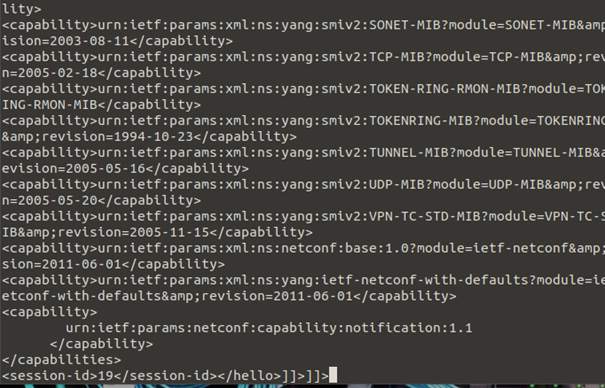 lity>
<capability>urn:ietf:params:xml:ns:yang:smiv2:SONET-MIB?module=SONET-MIB&amp
ision=2003-08-11</capability>
<capability>urn:ietf:params:xml:ns:yang:smiv2:TCP-MIB?module=TCP-MIB&amp;rev
n=2005-02-18</capability>
<capability>urn:ietf:params:xml:ns:yang:smiv2:TOKEN-RING-RMON-MIB?module=TOK
ING-RMON-MIB</capability>
<capability>urn:ietf:params:xml:ns:yang:smiv2:TOKENRING-MIB?module=TOKENRING
&amp;revision=1994-10-23</capability>
<capability>urn:ietf:params:xml:ns:yang:smiv2:TUNNEL-MIB?module=TUNNEL-MIB&a
evision=2005-05-16</capability>
<capability>urn:ietf:params:xml:ns:yang:smiv2:UDP-MIB?module=UDP-MIB&amp;rev
n=2005-05-20</capability>
<capability>urn:ietf:params:xml:ns:yang:smiv2:VPN-TC-STD-MIB?module=VPN-TC-S
IB&amp;revision=2005-11-15</capability>
<capability>urn:ietf:params:xml:ns:netconf:base:1.0?module=ietf-netconf&amp;
sion=2011-06-01</capability>
<capability>urn:ietf:params:xml:ns:yang:ietf-netconf-with-defaults?module=ie
etconf-with-defaults&amp;revision=2011-06-01</capability>
<capability>
urn:ietf:params:netconf:capability:notification:1.1
</capability>
</capabilities>
<session-id>19</session-id></hello>]]>]]>